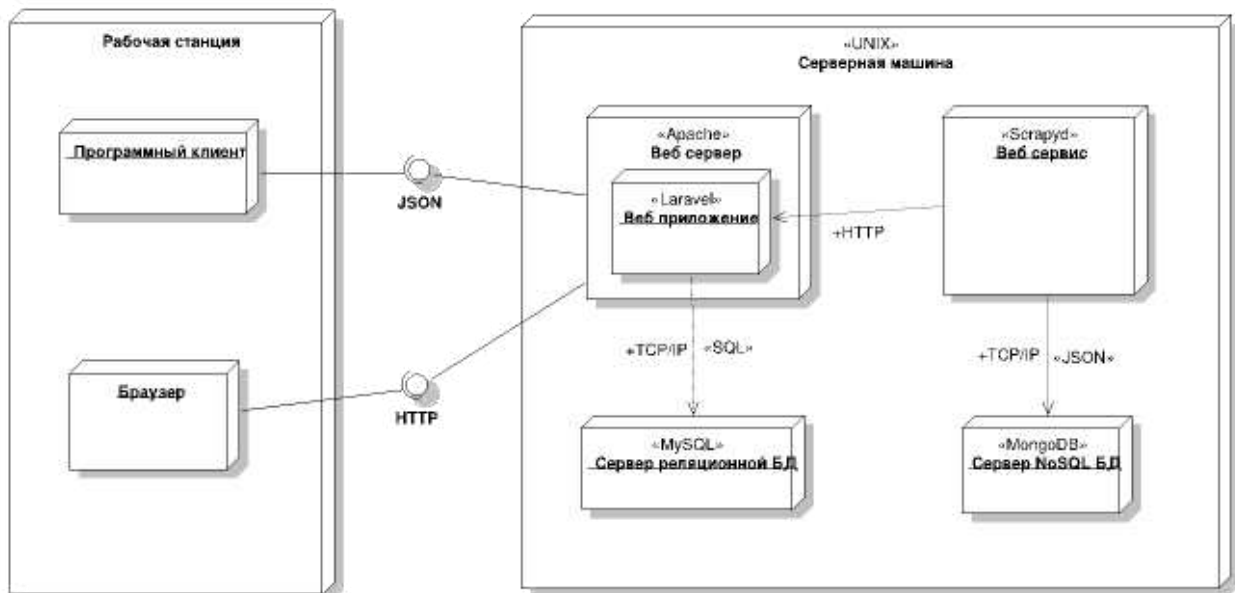 Рабочая станция
Программный клиент
Браузер
JSON
HTTP
«UNIX»
Серверная машина
«Apache»
Веб сервер
«Laravel»
Веб приложение
+HTTP
«Scrapyd»
Веб сервис
+TCP/IP «SQL»
+TCP/IP «JSON»
«MySQL»
Сервер реляционной БД
«MongoDB»
Сервер NoSQL БД